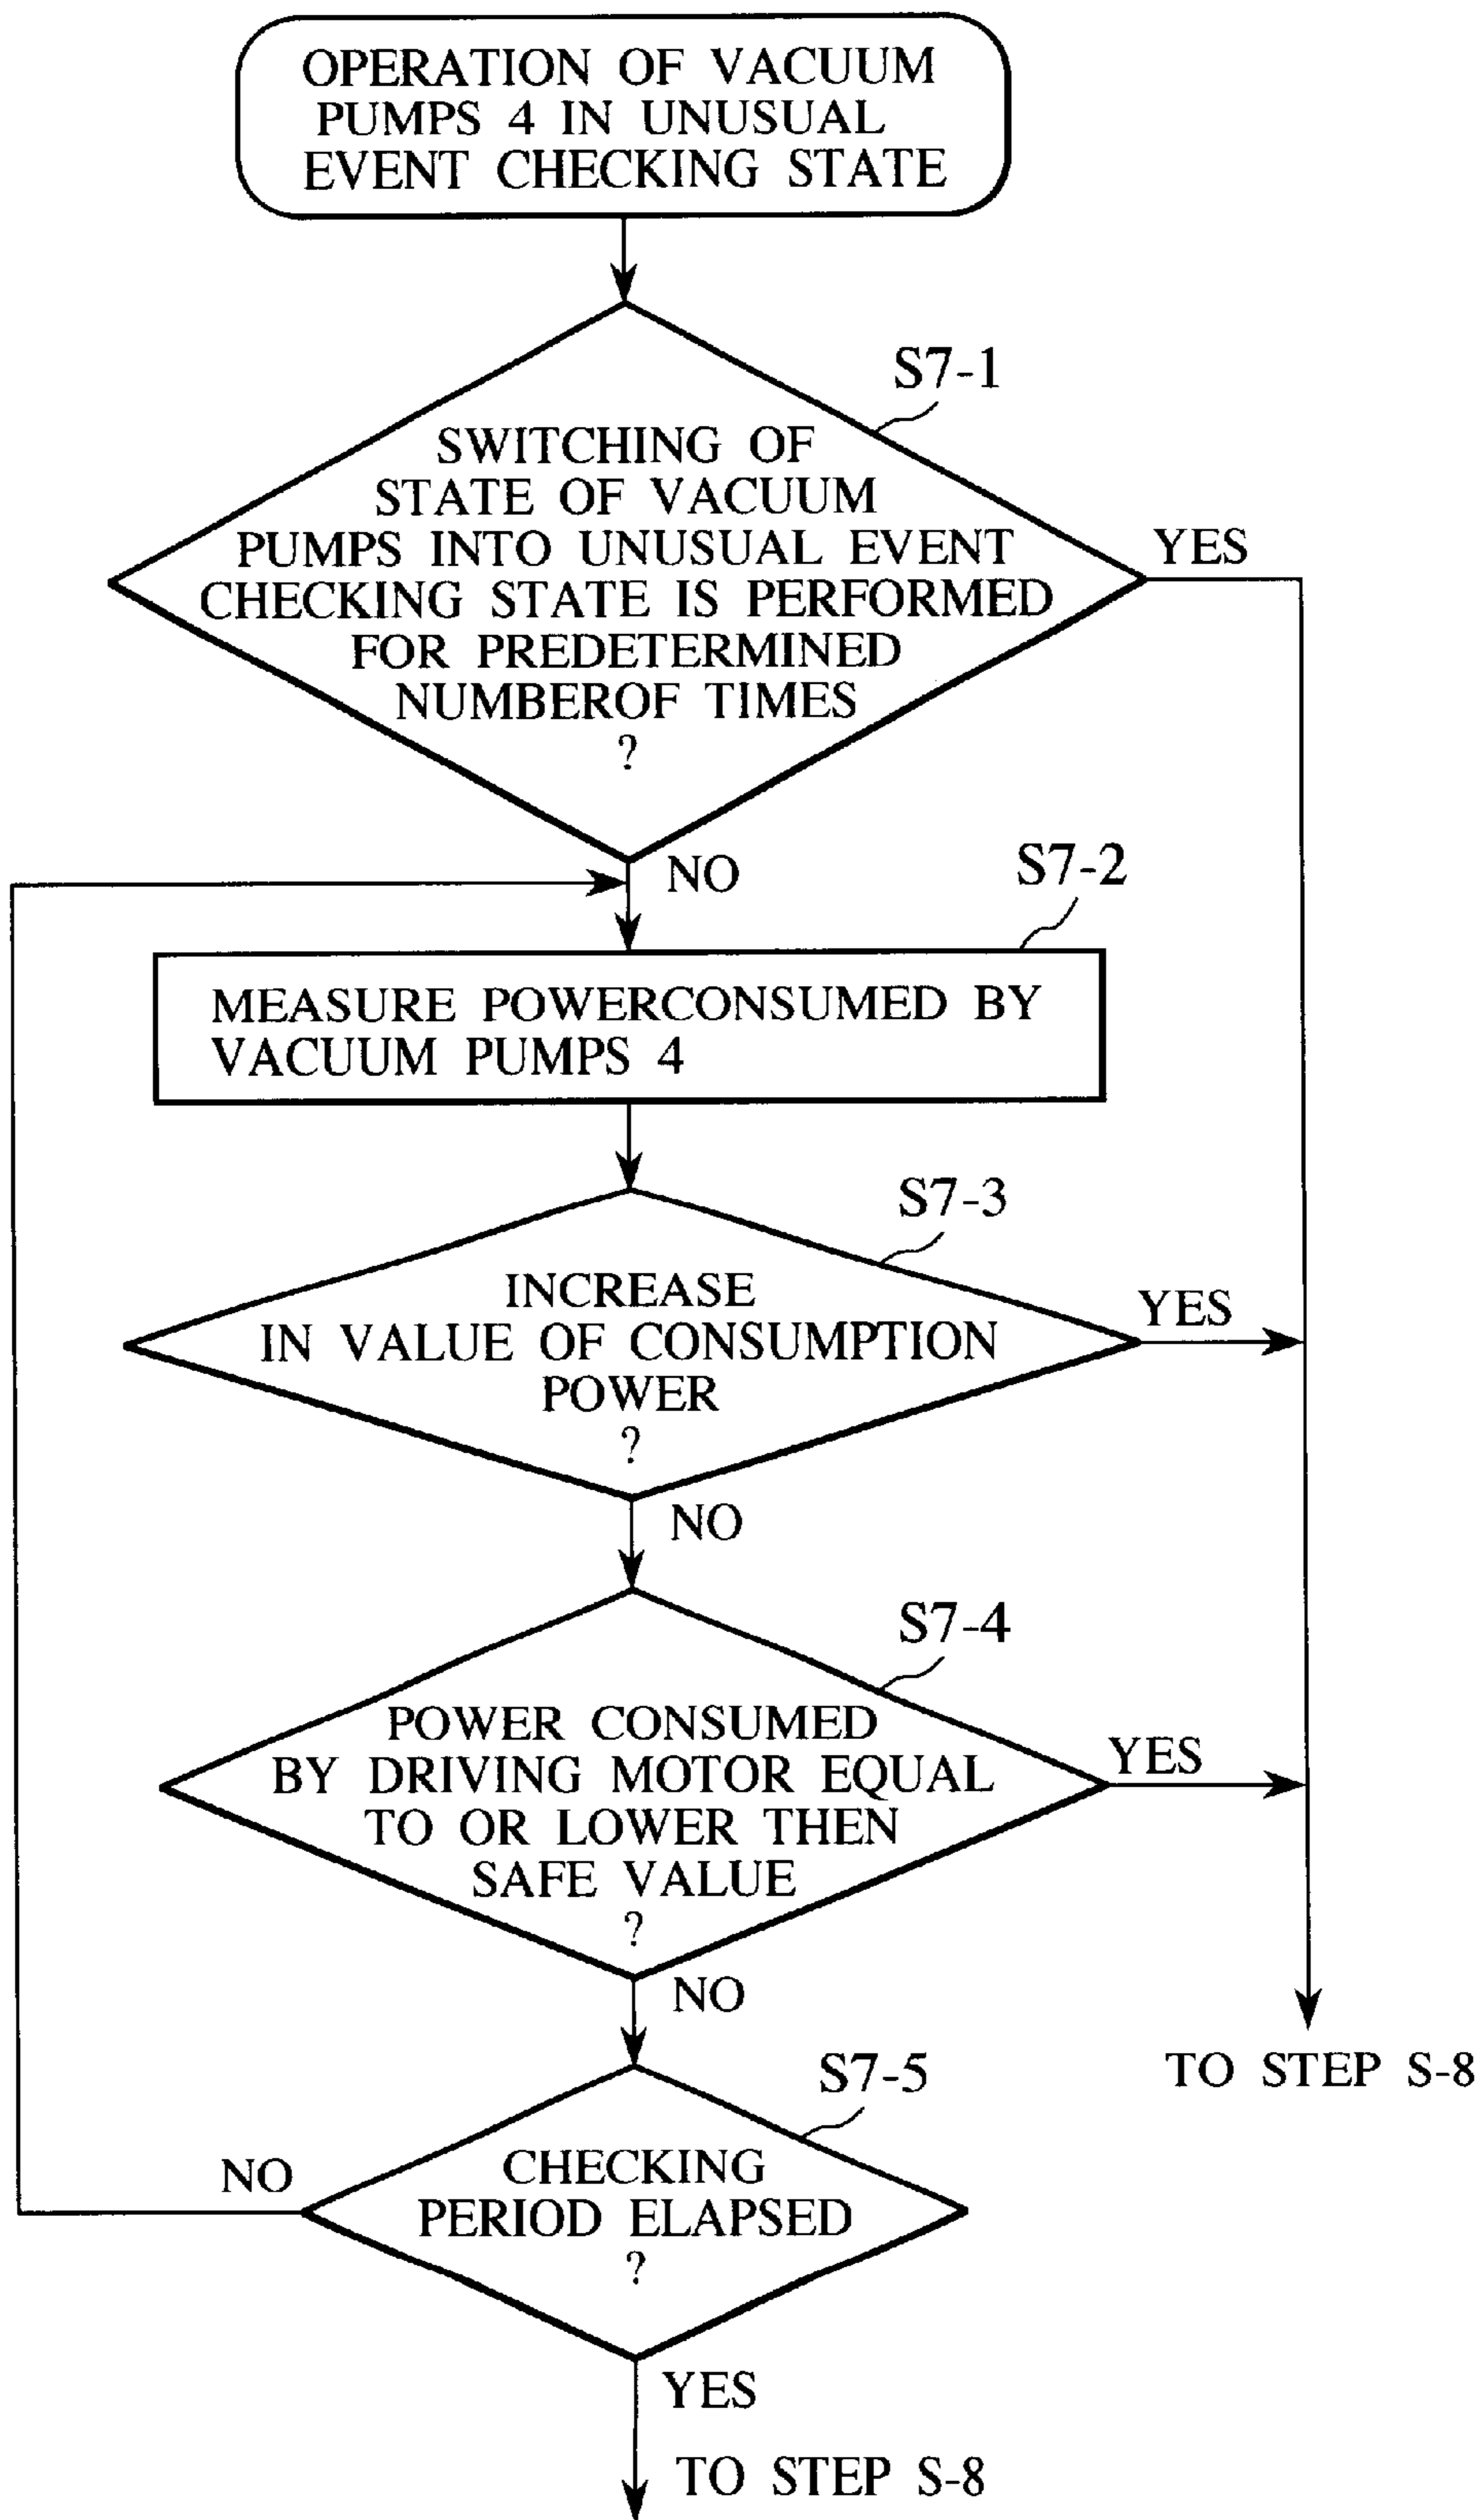 OPERATION OF VACUUM
PUMPS 4 IN UNUSUAL
EVENT CHECKING STATE
S7-1
SWITCHING OF
STATE OF VACUUM
PUMPS INTO UNUSUAL EVENT
CHECKING STATE IS PERFORMED
FOR PREDETERMINED
NUMBEROF TIMES
?
YES
NO
S7-2
MEASURE POWERCONSUMED BY
VACUUM PUMPS 4
S7-3
INCREASE
IN VALUE OF CONSUMPTION
POWER
?
YES
NO
S7-4
POWER CONSUMED
BY DRIVING MOTOR EQUAL
TO OR LOWER THEN
SAFE VALUE
?
YES
NO
TO STEP S-8
S7-5
CHECKING
PERIOD ELAPSED
?
NO
YES
TO STEP S-8